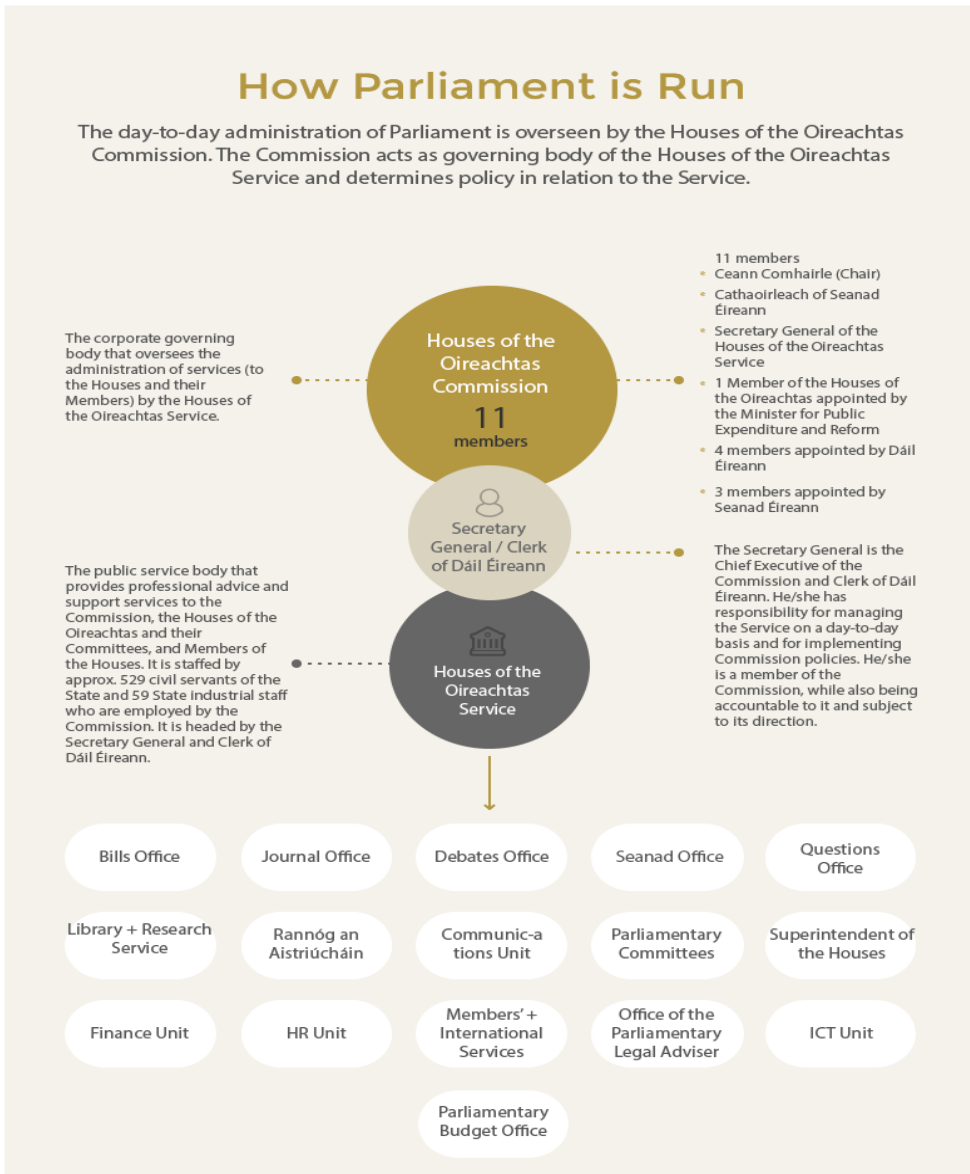 How Parliament is Run
The day-to-day administration of Parliament is overseen by the Houses of the Oireachtas
Commission. The Commission acts as governing body of the Houses of the Oireachtas
Service and determines policy in relation to the Service.
The corporate governing
body that oversees the
administration of services (to
the Houses and their
Members) by the Houses of
the Oireachtas Service.
Houses of the
Oireachtas
Commission
11
members
11 members
• Ceann Comhairle (Chair)
• Cathaoirleach of Seanad
Éireann
• Secretary General of the
Houses of the Oireachtas
Service
• 1 Member of the Houses of
the Oireachtas appointed by
the Minister for Public
Expenditure and Reform
• 4 members appointed by Dáil
Éireann
• 3 members appointed by
Seanad Éireann
Secretary
General / Clerk
of Dáil Éireann
The Secretary General is the
Chief Executive of the
Commission and Clerk of Dáil
Éireann. He/she has
responsibility for managing
the Service on a day-to-day
basis and for implementing
Commission policies. He/she
is a member of the
Commission, while also being
accountable to it and subject
to its direction.
The public service body that
provides professional advice and
support services to the
Commission, the Houses of the
Oireachtas and their
Committees, and Members of
the Houses. It is staffed by
approx. 529 civil servants of the
State and 59 State industrial staff
who are employed by the
Commission. It is headed by the
Secretary General and Clerk of
Dáil Éireann.
Houses of the
Oireachtas
Service
Bills Office
Journal Office
Debates Office
Seanad Office
Questions
Office
Library + Research
Service
Rannóg an
Aistriúcháin
Communic-a
tions Unit
Parliamentary
Committees
Superintendent of
the Houses
Finance Unit
HR Unit
Members' +
International
Services
Office of the
Parliamentary
Legal Adviser
ICT Unit
Parliamentary
Budget Office